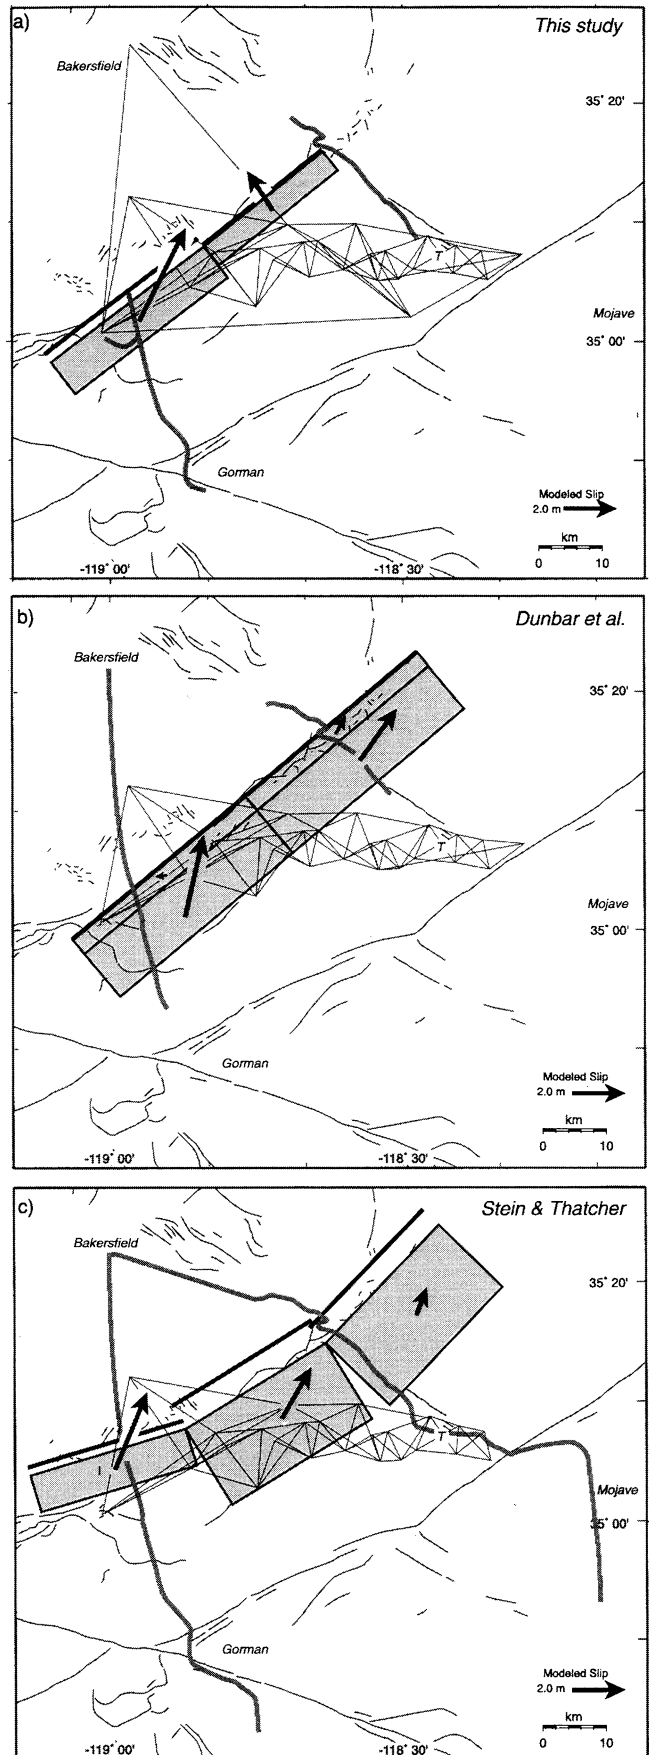 a)
This study
Bakersfield
35° 20'
T
Mojave
35° 00'
Gorman
Modeled Slip
2.0 m
km
0 10
-119° 00' -118° 30'
b)
Dunbar et al.
Bakersfield
35° 20'
T
Mojave
35° 00'
Gorman
Modeled Slip
2.0 m
km
0 10
-119° 00' -118° 30'
c)
Stein & Thatcher
Bakersfield
35° 20'
T
Mojave
35° 00'
Gorman
Modeled Slip
2.0 m
km
0 10
-119° 00' -118° 30'